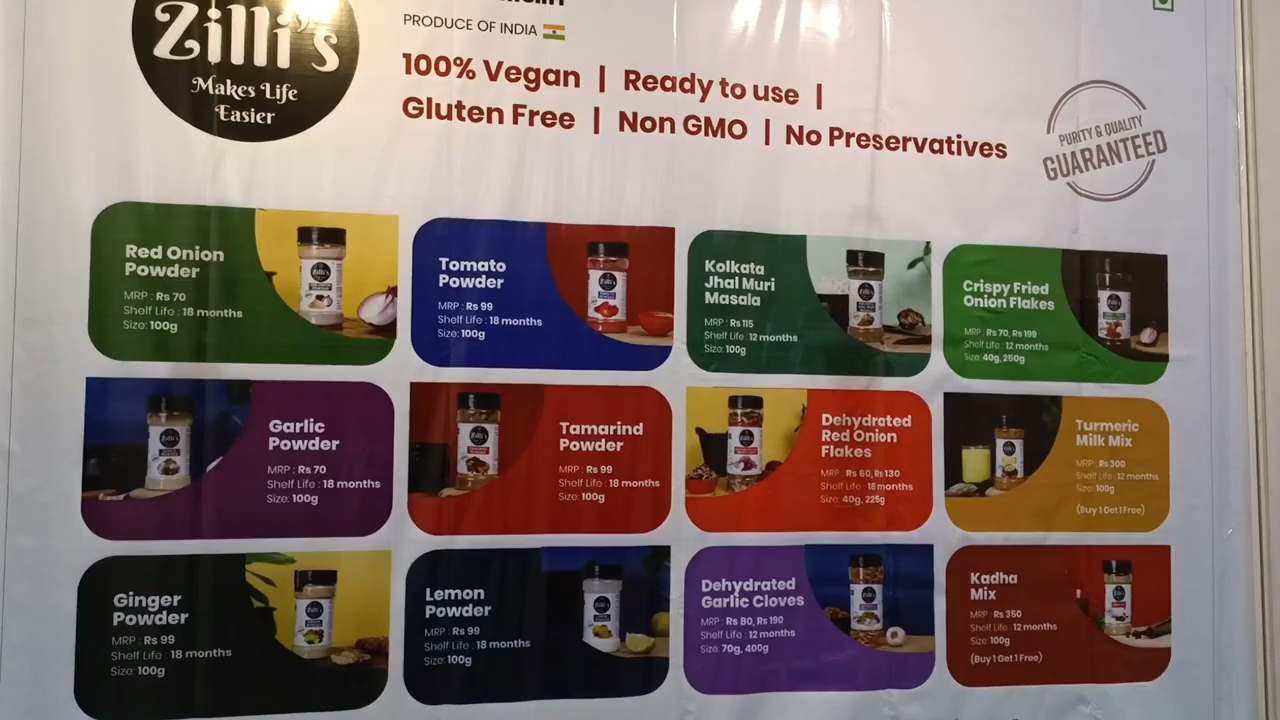 Zilli's
Makes Life
Easier
PRODUCE OF INDIA
100% Vegan | Ready to use |
Gluten Free | Non GMO | No Preservatives
PURITY & QUALITY
GUARANTEED
Red Onion
Powder
MRP : Rs 70
Shelf Life : 18 months
Size: 100g
Tomato
Powder
MRP : Rs 99
Shelf Life : 18 months
Size: 100g
Kolkata
Jhal Muri
Masala
MRP : Rs 115
Shelf Life : 12 months
Size: 100g
Crispy Fried
Onion Flakes
MRP : Rs 70, Rs 199
Shelf Life : 12 months
Size: 40g, 250g
Garlic
Powder
MRP : Rs 70
Shelf Life : 18 months
Size: 100g
Tamarind
Powder
MRP : Rs 99
Shelf Life : 18 months
Size: 100g
Dehydrated
Red Onion
Flakes
MRP : Rs 60, Rs 130
Shelf Life : 18 months
Size: 40g, 225g
Turmeric
Milk Mix
MRP : Rs 300
Shelf Life : 12 months
Size: 100g
(Buy 1 Get 1 Free)
Ginger
Powder
MRP : Rs 99
Shelf Life : 18 months
Size: 100g
Lemon
Powder
MRP : Rs 99
Shelf Life : 18 months
Size: 100g
Dehydrated
Garlic Cloves
MRP : Rs 80, Rs 190
Shelf Life : 12 months
Size: 70g, 400g
Kadha
Mix
MRP : Rs 350
Shelf Life : 12 months
Size: 100g
(Buy 1 Get 1 Free)